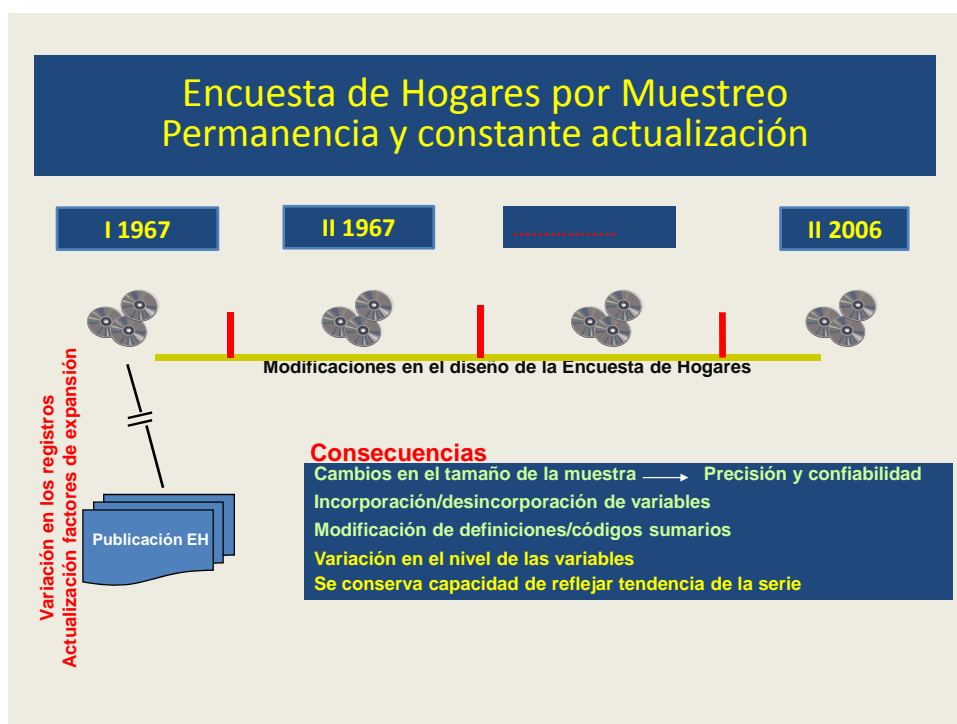 Encuesta de Hogares por Muestreo
Permanencia y constante actualización
I 1967
II 1967
................
II 2006
Modificaciones en el diseño de la Encuesta de Hogares
Variación en los registros
Actualización factores de expansión
Publicación EH
Consecuencias
Cambios en el tamaño de la muestra Precisión y confiabilidad
Incorporación/desincorporación de variables
Modificación de definiciones/códigos sumarios
Variación en el nivel de las variables
Se conserva capacidad de reflejar tendencia de la serie